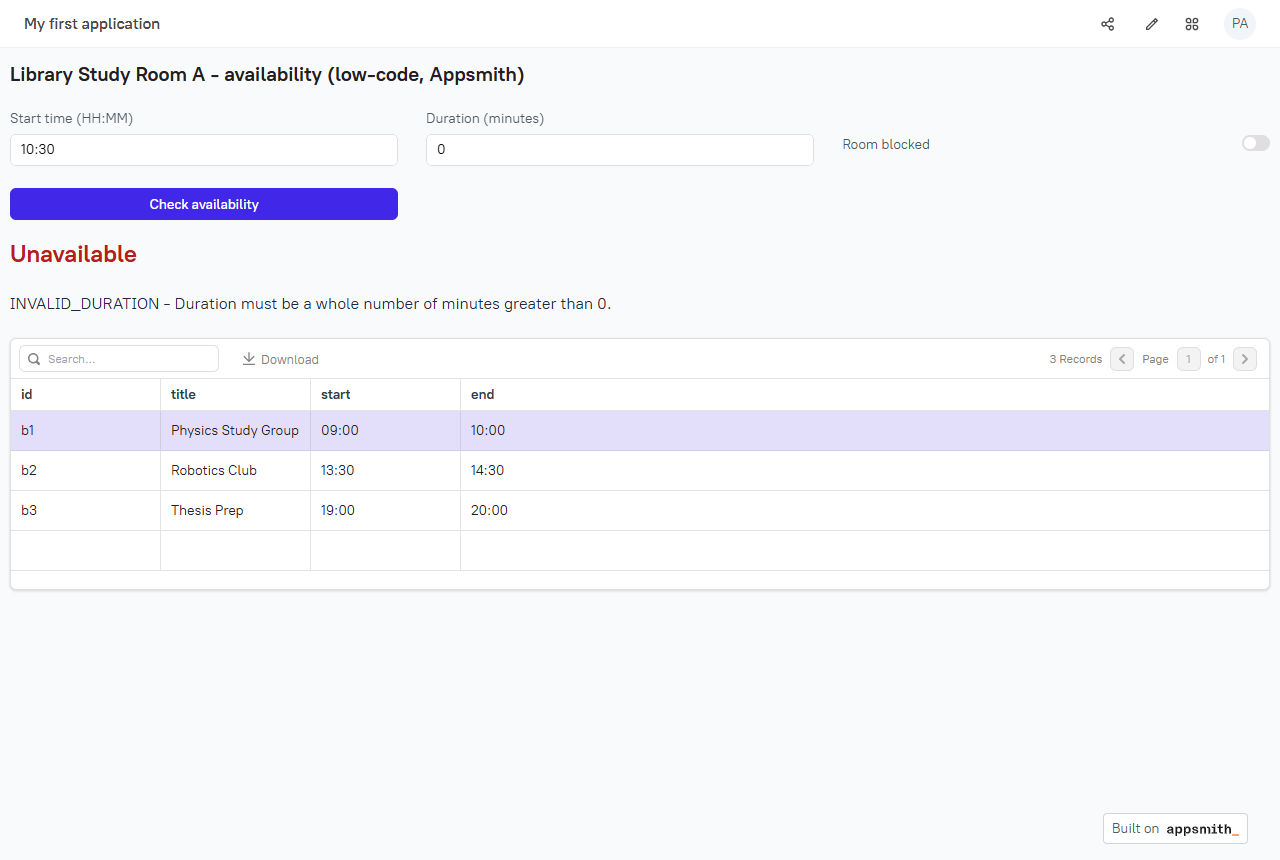 My first application
PA
Library Study Room A - availability (low-code, Appsmith)
Start time (HH:MM)
Duration (minutes)
10:30
0
Room blocked
Check availability
Unavailable
INVALID_DURATION - Duration must be a whole number of minutes greater than 0.
Search...
Download
3 Records
Page
1
of 1
id title start end
b1 Physics Study Group 09:00 10:00
b2 Robotics Club 13:30 14:30
b3 Thesis Prep 19:00 20:00
Built on appsmith_